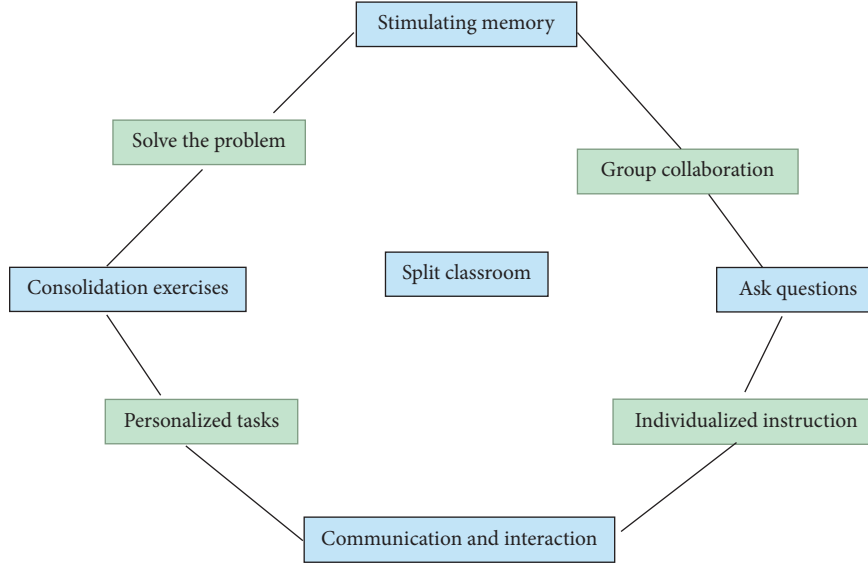 Stimulating memory
Solve the problem
Group collaboration
Split classroom
Consolidation exercises
Ask questions
Personalized tasks
Individualized instruction
Communication and interaction